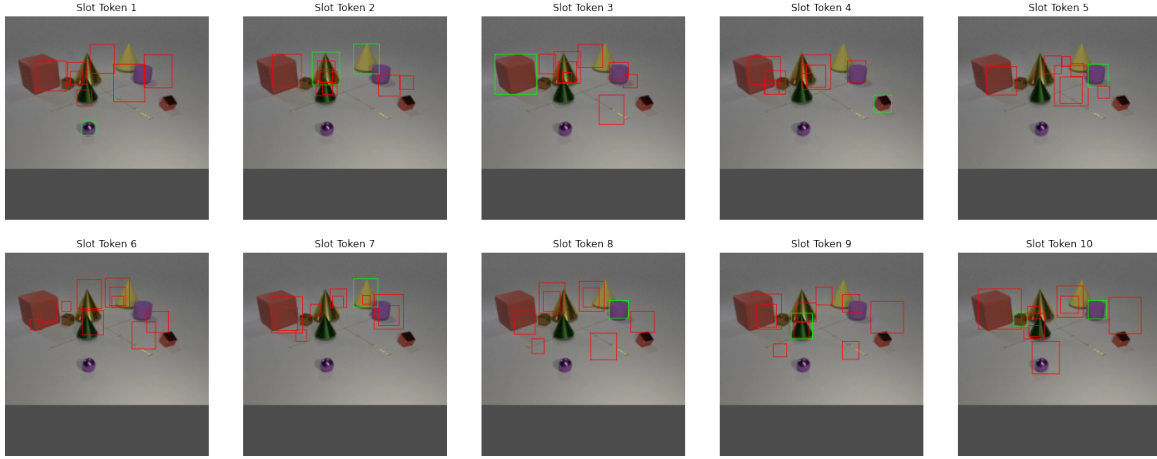 Slot Token 1
Slot Token 2
Slot Token 3
Slot Token 4
Slot Token 5
Slot Token 6
Slot Token 7
Slot Token 8
Slot Token 9
Slot Token 10